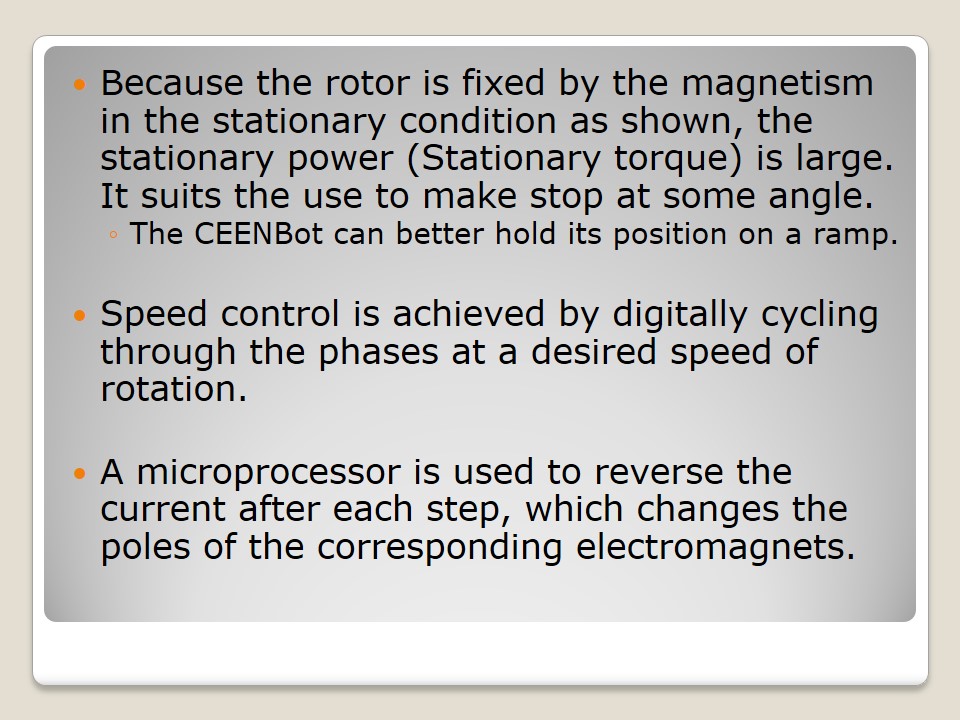 • Because the rotor is fixed by the magnetism
in the stationary condition as shown, the
stationary power (Stationary torque) is large.
It suits the use to make stop at some angle.
◦ The CEENBot can better hold its position on a ramp.
• Speed control is achieved by digitally cycling
through the phases at a desired speed of
rotation.
• A microprocessor is used to reverse the
current after each step, which changes the
poles of the corresponding electromagnets.